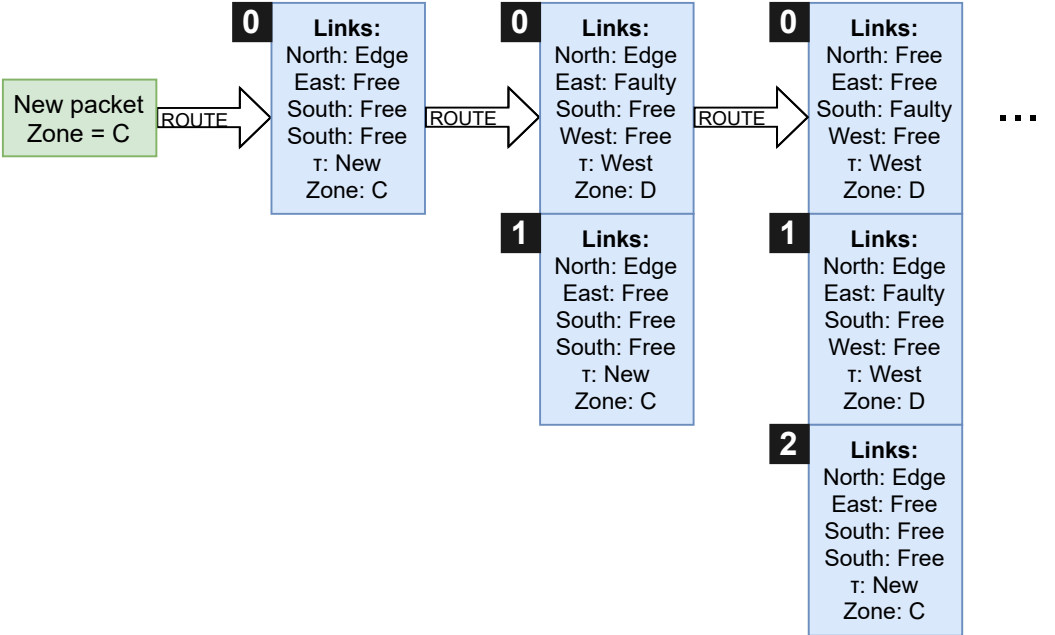 New packet
Zone = C
ROUTE
0
Links:
North: Edge
East: Free
South: Free
South: Free
τ: New
Zone: C
ROUTE
0
Links:
North: Edge
East: Faulty
South: Free
West: Free
τ: West
Zone: D
1
Links:
North: Edge
East: Free
South: Free
South: Free
τ: New
Zone: C
ROUTE
0
Links:
North: Free
East: Free
South: Faulty
West: Free
τ: West
Zone: D
1
Links:
North: Edge
East: Faulty
South: Free
West: Free
τ: West
Zone: D
2
Links:
North: Edge
East: Free
South: Free
South: Free
τ: New
Zone: C
...